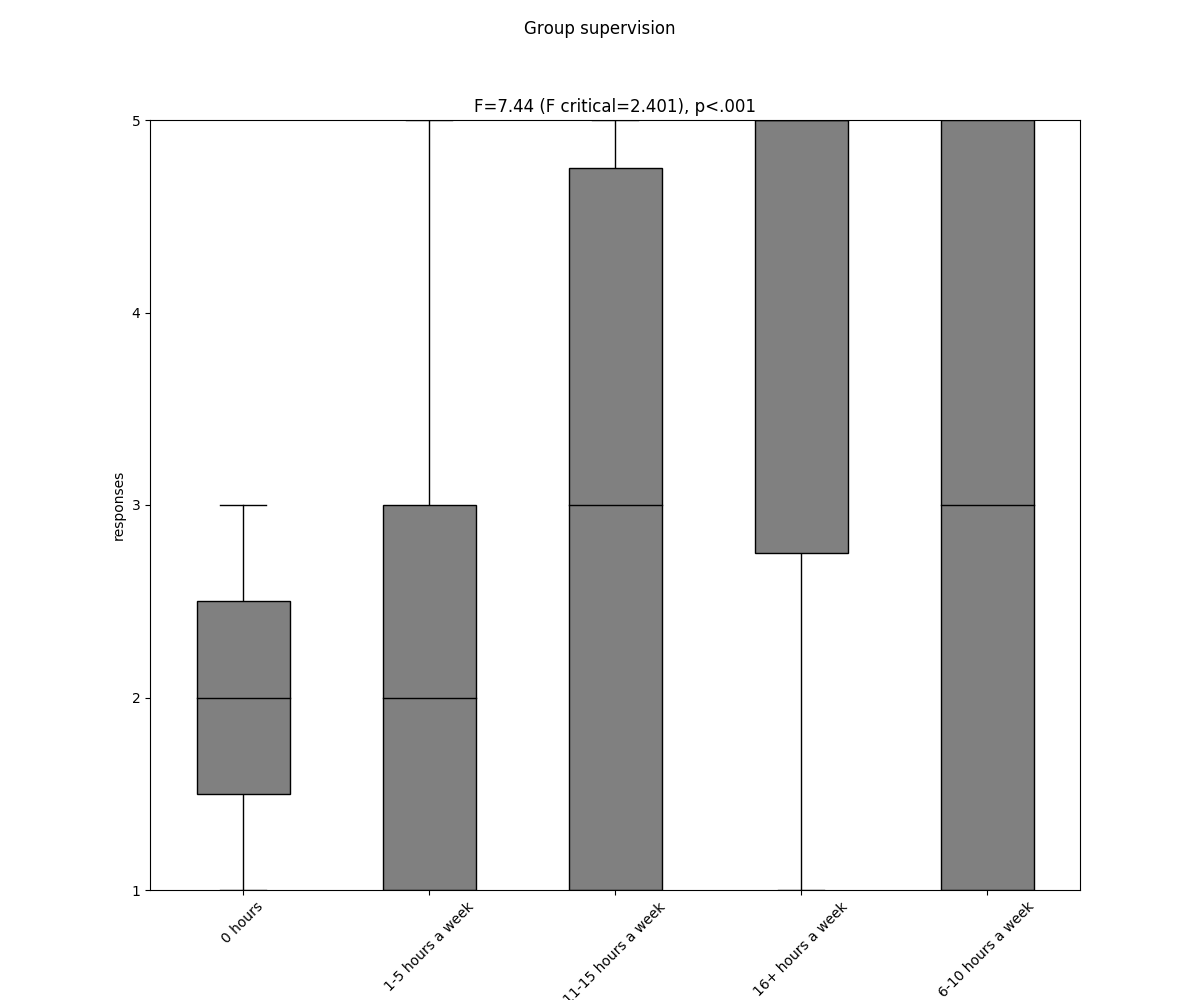 Group supervision
F=7.44 (F critical=2.401), p<.001
5
4
3
2
1
responses
0 hours
1-5 hours a week
11-15 hours a week
16+ hours a week
6-10 hours a week